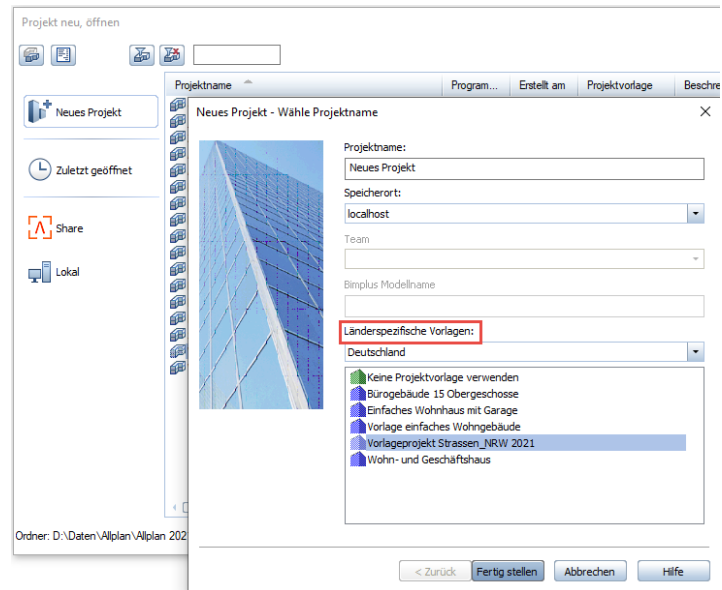 Projekt neu, öffnen
Projektname
Program...
Erstellt am
Projektvorlage
Beschre
Neues Projekt
Zuletzt geöffnet
Share
Lokal
Neues Projekt - Wähle Projektname
Projektname:
Neues Projekt
Speicherort:
localhost
Team
Bimplus Modellname
Länderspezifische Vorlagen:
Deutschland
Keine Projektvorlage verwenden
Bürogebäude 15 Obergeschosse
Einfaches Wohnhaus mit Garage
Vorlage einfaches Wohngebäude
Vorlageprojekt Strassen_NRW 2021
Wohn- und Geschäftshaus
Ordner: D:\Daten\Allplan\Allplan 202
< Zurück
Fertig stellen
Abbrechen
Hilfe